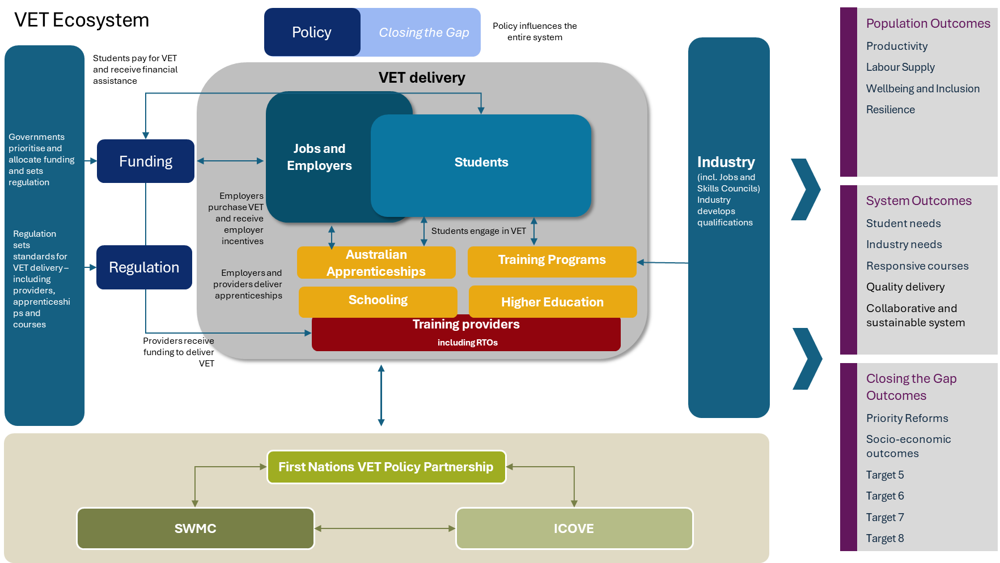 VET Ecosystem
Policy
Closing the Gap
Policy influences the
entire system
Students pay for VET
and receive financial
assistance
Governments
prioritise and
allocate funding
and sets
regulation
Regulation
sets
standards for
VET delivery –
including
providers,
apprenticeshi
ps and
courses
Funding
Regulation
VET delivery
Jobs and
Employers
Students
Employers
purchase VET
and receive
employer
incentives
Students engage in VET
Employers and
providers deliver
apprenticeships
Australian
Apprenticeships
Training Programs
Schooling
Higher Education
Training providers
including RTOs
Providers receive
funding to deliver
VET
Industry
(incl. Jobs and
Skills Councils)
Industry
develops
qualifications
First Nations VET Policy Partnership
SWMC
ICOVE
Population Outcomes
Productivity
Labour Supply
Wellbeing and Inclusion
Resilience
System Outcomes
Student needs
Industry needs
Responsive courses
Quality delivery
Collaborative and
sustainable system
Closing the Gap
Outcomes
Priority Reforms
Socio-economic
outcomes
Target 5
Target 6
Target 7
Target 8